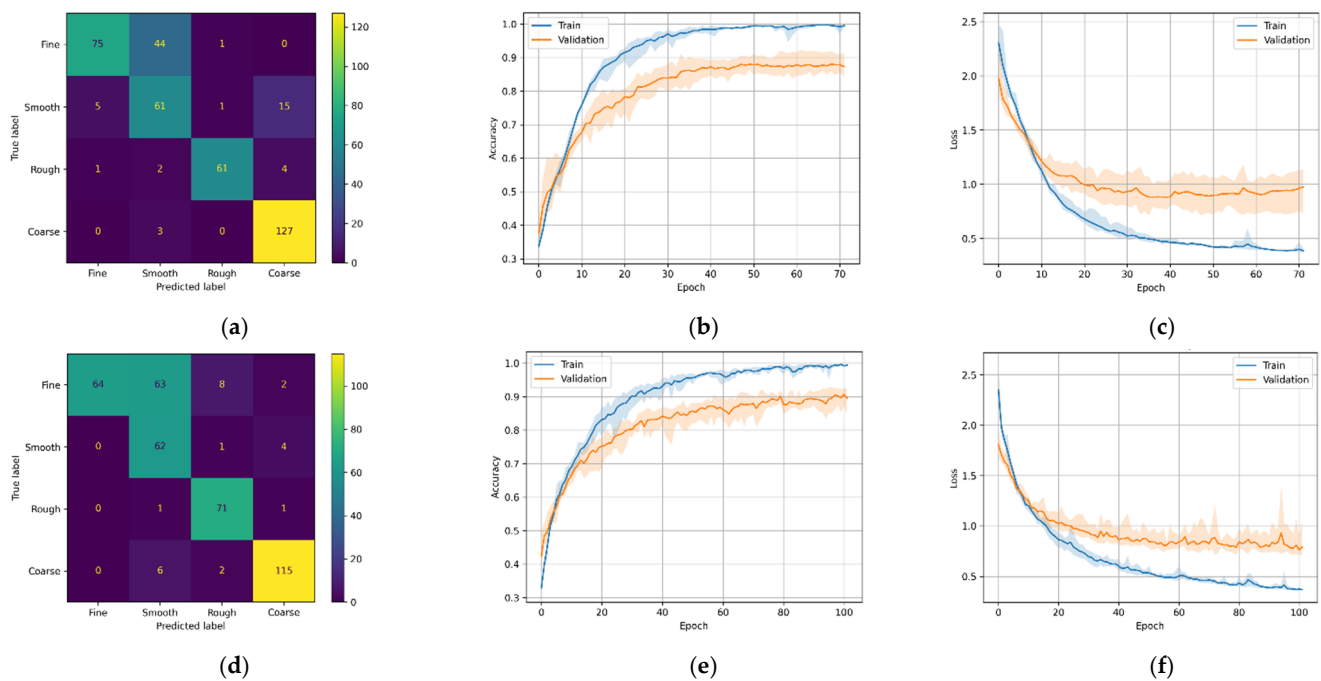 Fine 75 44 1 0
Smooth 5 61 1 15
Rough 1 2 61 4
Coarse 0 3 0 127
Fine Smooth Rough Coarse
Predicted label
True label
120
100
80
60
40
20
0
(a)
1.0
0.9
0.8
0.7
0.6
0.5
0.4
0.3
Accuracy
Train
Validation
0 10 20 30 40 50 60 70
Epoch
(b)
2.5
2.0
1.5
1.0
0.5
Loss
Train
Validation
0 10 20 30 40 50 60 70
Epoch
(c)
Fine 64 63 8 2
Smooth 0 62 1 4
Rough 0 1 71 1
Coarse 0 6 2 115
Fine Smooth Rough Coarse
Predicted label
True label
100
80
60
40
20
0
(d)
1.0
0.9
0.8
0.7
0.6
0.5
0.4
0.3
Accuracy
Train
Validation
0 20 40 60 80 100
Epoch
(e)
2.5
2.0
1.5
1.0
0.5
Loss
Train
Validation
0 20 40 60 80 100
Epoch
(f)